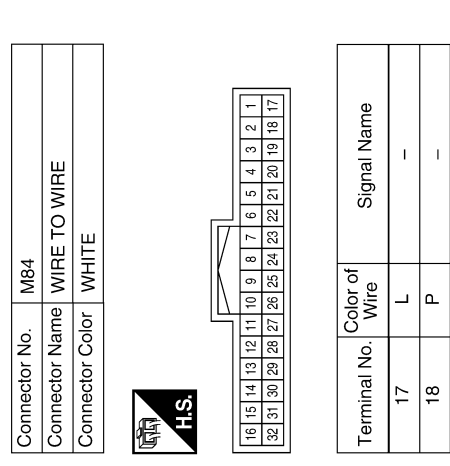 Connector No. M84
Connector Name WIRE TO WIRE
Connector Color WHITE
H.S.
16 15 14 13 12 11 10 9 8 7 6 5 4 3 2 1
32 31 30 29 28 27 26 25 24 23 22 21 20 19 18 17
Terminal No. Color of Wire Signal Name
17 L –
18 P –